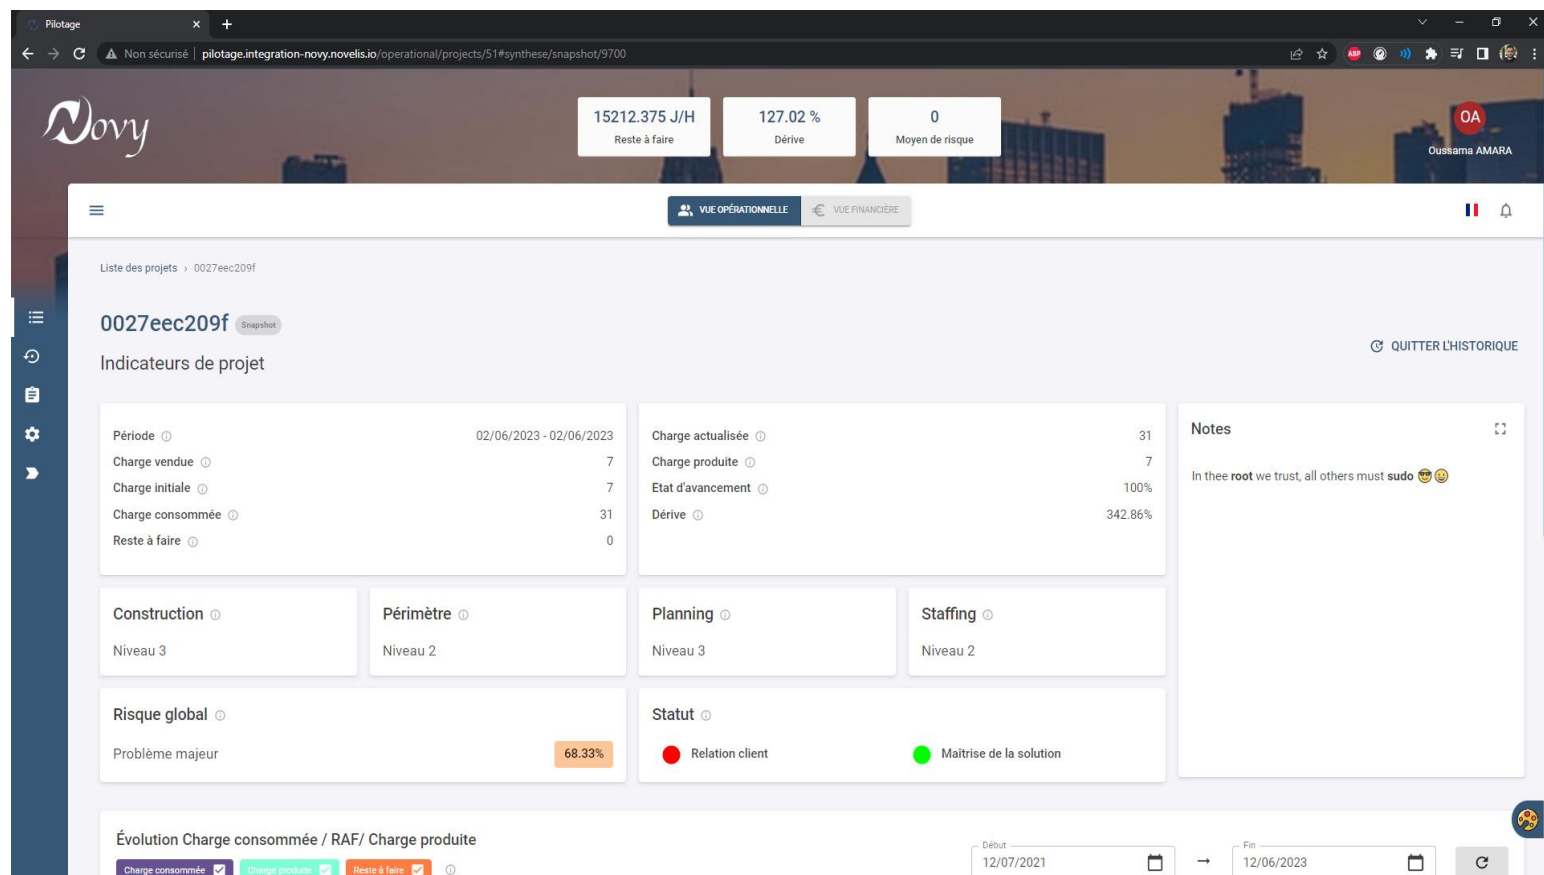 Pilotage
Non sécurisé | pilotage.integration-novy.novelis.io/operational/projects/51#synthese/snapshot/9700
ABP
Novy
15212.375 J/H
Reste à faire
127.02 %
Dérive
0
Moyen de risque
OA
Oussama AMARA
VUE OPÉRATIONNELLE
€ VUE FINANCIÈRE
Liste des projets › 0027eec209f
0027eec209f Snapshot
Indicateurs de projet
QUITTER L'HISTORIQUE
Période 02/06/2023 - 02/06/2023
Charge vendue 7
Charge initiale 7
Charge consommée 31
Reste à faire 0
Charge actualisée 31
Charge produite 7
Etat d'avancement 100%
Dérive 342.86%
Notes
In thee root we trust, all others must sudo 😎😀
Construction
Niveau 3
Périmètre
Niveau 2
Planning
Niveau 3
Staffing
Niveau 2
Risque global
Problème majeur 68.33%
Statut
Relation client
Maîtrise de la solution
Évolution Charge consommée / RAF/ Charge produite
Charge consommée
Charge produite
Reste à faire
Début
12/07/2021
→
Fin
12/06/2023